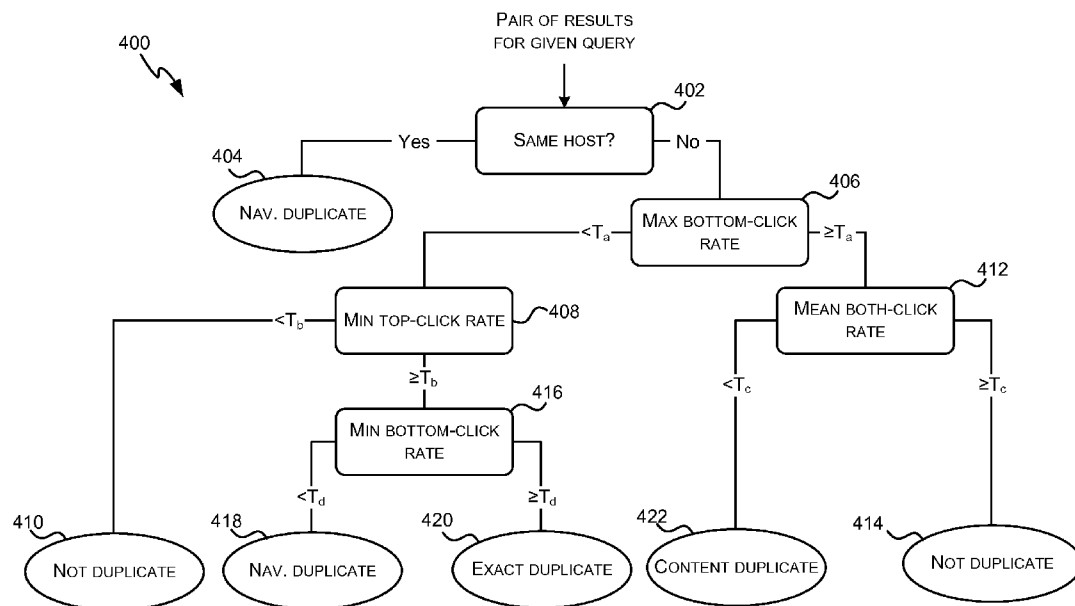 PAIR OF RESULTS
FOR GIVEN QUERY
400
402
SAME HOST?
Yes
No
404
NAV. DUPLICATE
406
MAX BOTTOM-CLICK
RATE
<Ta
≥Ta
412
MEAN BOTH-CLICK
RATE
408
MIN TOP-CLICK RATE
<Tb
≥Tb
<Tc
≥Tc
416
MIN BOTTOM-CLICK
RATE
<Td
≥Td
410
NOT DUPLICATE
418
NAV. DUPLICATE
420
EXACT DUPLICATE
422
CONTENT DUPLICATE
414
NOT DUPLICATE